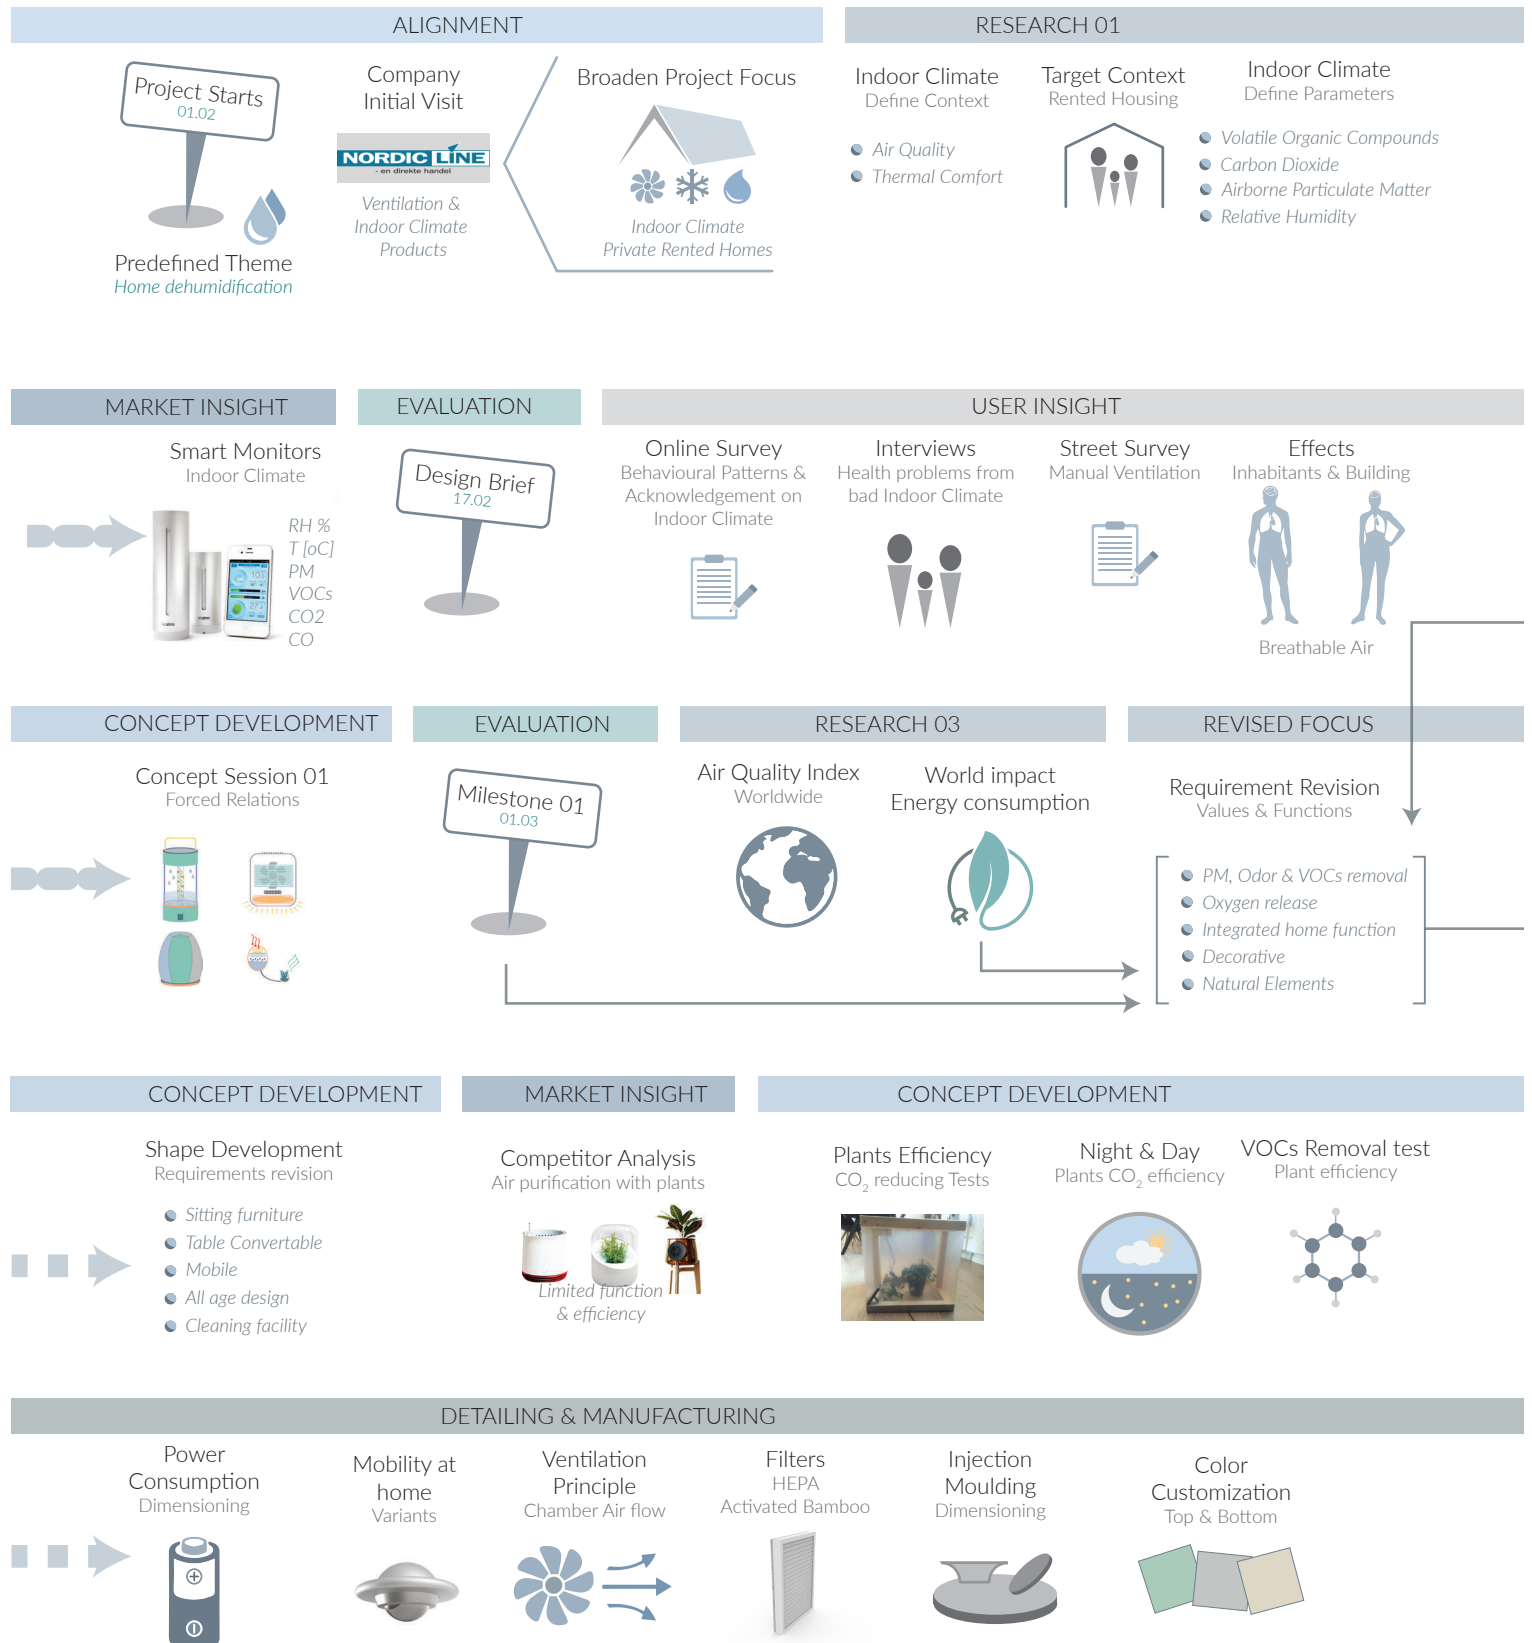 ALIGNMENT
Project Starts
01.02
Predefined Theme
Home dehumidification
Company
Initial Visit
NORDIC LINE
- en direkte handel
Ventilation &
Indoor Climate
Products
Broaden Project Focus
Indoor Climate
Private Rented Homes
RESEARCH 01
Indoor Climate
Define Context
Air Quality
Thermal Comfort
Target Context
Rented Housing
Indoor Climate
Define Parameters
Volatile Organic Compounds
Carbon Dioxide
Airborne Particulate Matter
Relative Humidity
MARKET INSIGHT
Smart Monitors
Indoor Climate
RH %
T [oC]
PM
VOCs
CO2
CO
EVALUATION
Design Brief
17.02
USER INSIGHT
Online Survey
Behavioural Patterns &
Acknowledgement on
Indoor Climate
Interviews
Health problems from
bad Indoor Climate
Street Survey
Manual Ventilation
Effects
Inhabitants & Building
Breathable Air
CONCEPT DEVELOPMENT
Concept Session 01
Forced Relations
EVALUATION
Milestone 01
01.03
RESEARCH 03
Air Quality Index
Worldwide
World impact
Energy consumption
REVISED FOCUS
Requirement Revision
Values & Functions
PM, Odor & VOCs removal
Oxygen release
Integrated home function
Decorative
Natural Elements
CONCEPT DEVELOPMENT
Shape Development
Requirements revision
Sitting furniture
Table Convertable
Mobile
All age design
Cleaning facility
MARKET INSIGHT
Competitor Analysis
Air purification with plants
Limited function
& efficiency
CONCEPT DEVELOPMENT
Plants Efficiency
CO2 reducing Tests
Night & Day
Plants CO2 efficiency
VOCs Removal test
Plant efficiency
DETAILING & MANUFACTURING
Power
Consumption
Dimensioning
Mobility at
home
Variants
Ventilation
Principle
Chamber Air flow
Filters
HEPA
Activated Bamboo
Injection
Moulding
Dimensioning
Color
Customization
Top & Bottom